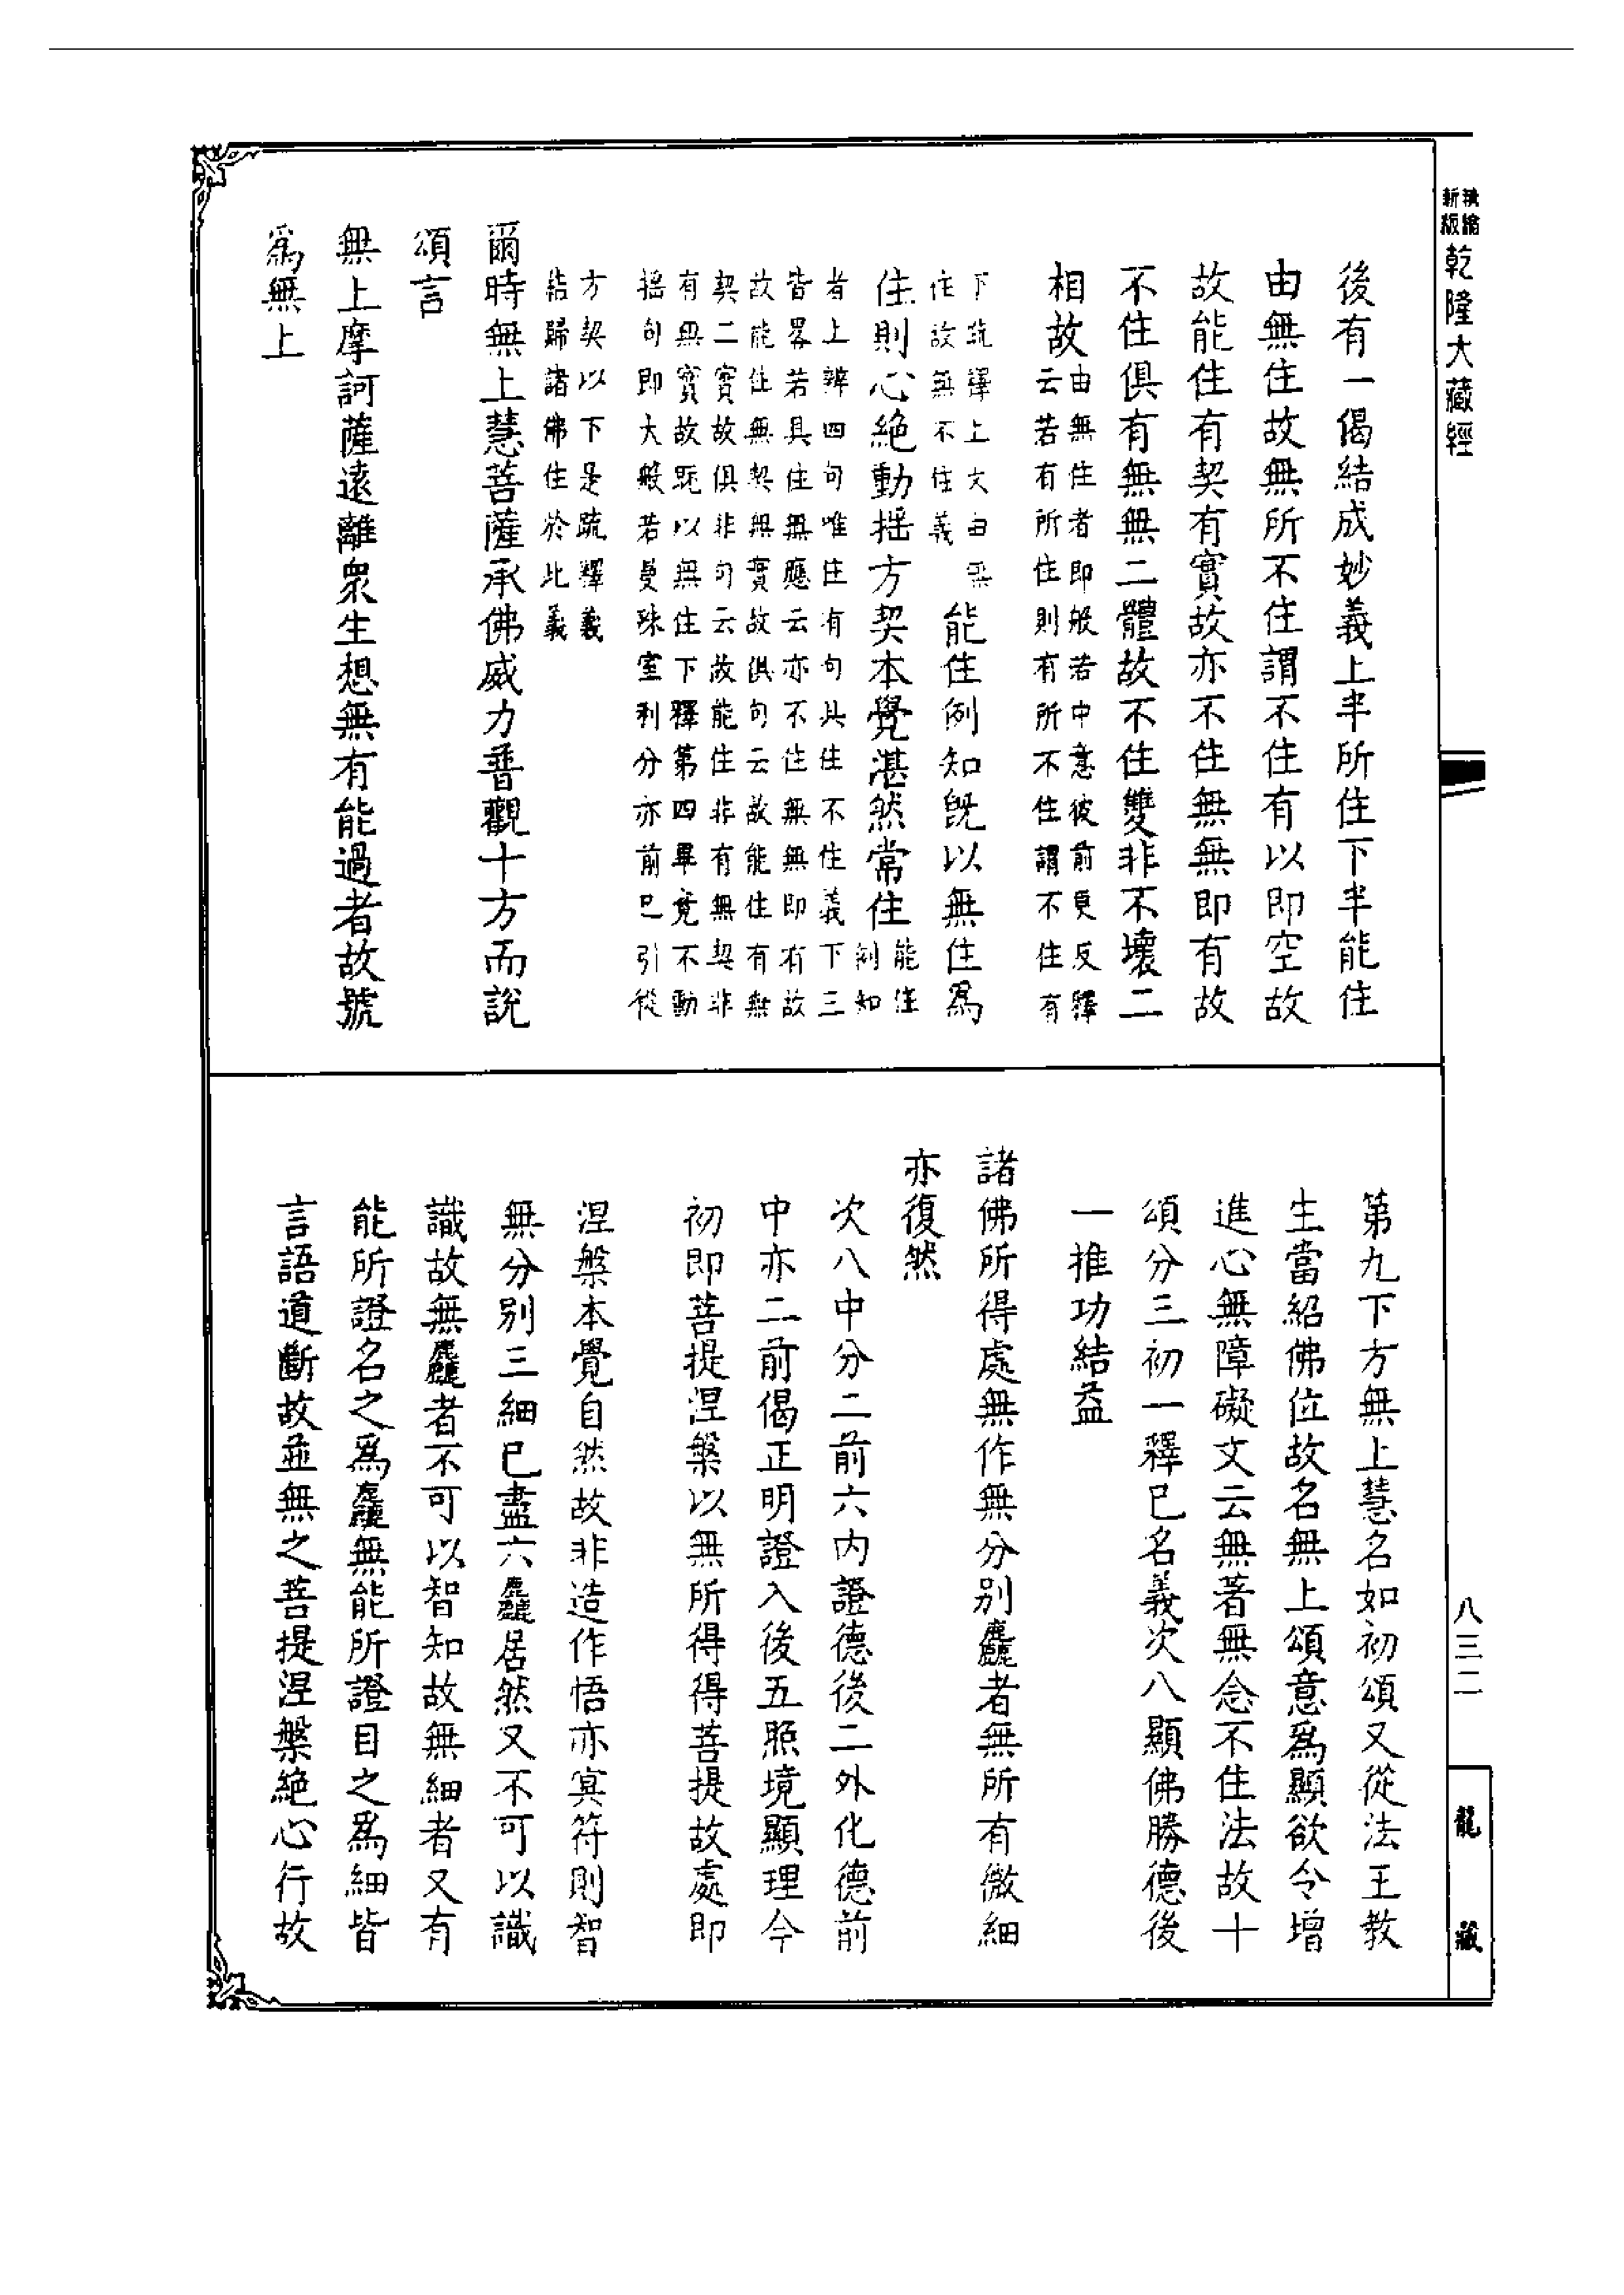 新版
乾隆大藏經
後有一偈結成妙義上半所住下半能住
由無住故無所不住謂不住有以即空故
故能住有契有實故亦不住無無即有故
不住俱有無無二體故不住雙非不壞二
相故由無住者即般若中意彼前更反釋
云若有所住則有所不住謂不住有
下疏釋上大由無
住故無不住義能住例知旣以無住爲
住則心絶動搖方契本覺湛然常住能住
例知
者上辨四句唯住有句具住不住義下三
皆畧若具住無應云亦不住無無即有故
故能住無契無實故俱句云故能住有無
契二實故俱非句云故能住非有無契非
有無實故旣以無住下釋第四畢竟不動
搖句即大般若曼殊室利分亦前已引從
方契以下是疏釋義
結歸諸佛住於此義
爾時無上慧菩薩承佛威力普觀十方而說
頌言
無上摩訶薩遠離衆生想無有能過者故號
爲無上
第九下方無上慧名如初頌又從法王教
生當紹佛位故名無上頌意爲顯欲令增
進心無障礙文云無著無念不住法故十
頌分三初一釋已名義次八顯佛勝德後
一推功結益
諸佛所得處無作無分別麤者無所有微細
亦復然
次八中分二前六内證德後二外化德前
中亦二前偈正明證入後五照境顯理今
初即菩提涅槃以無所得得菩提故處即
涅槃本覺自然故非造作悟亦冥符則智
無分別三細已盡六麤居然又不可以識
識故無麤者不可以智知故無細者又有
能所證名之爲麤無能所證目之爲細皆
言語道斷故並無之菩提涅槃絶心行故
八三二
龍藏